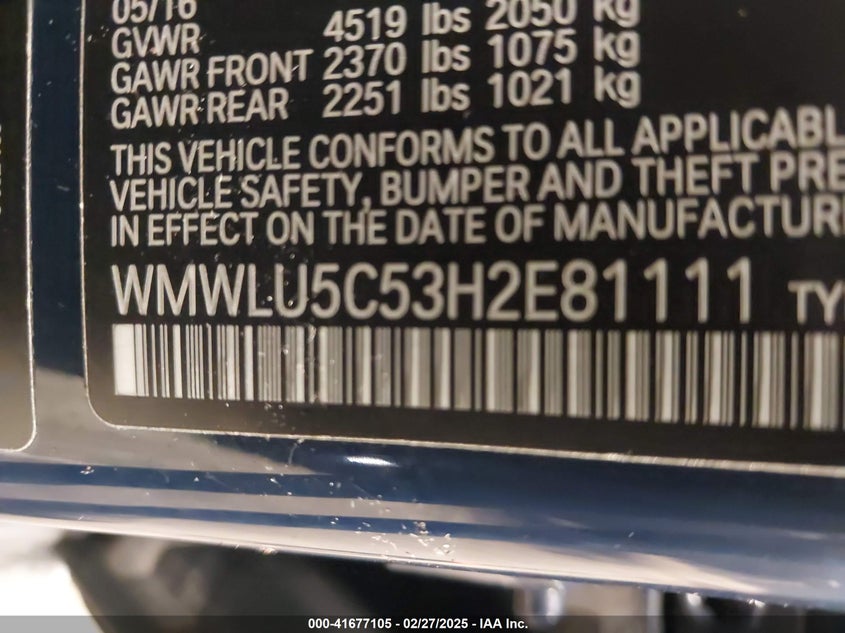 05/16
GVWR 4519 lbs 2050 kg
GAWR FRONT 2370 lbs 1075 kg
GAWR REAR 2251 lbs 1021 kg
THIS VEHICLE CONFORMS TO ALL APPLICABL
VEHICLE SAFETY, BUMPER AND THEFT PRE
IN EFFECT ON THE DATE OF MANUFACTURE
WMWLU5C53H2E81111 TY
000-41677105 - 02/27/2025 - IAA Inc.